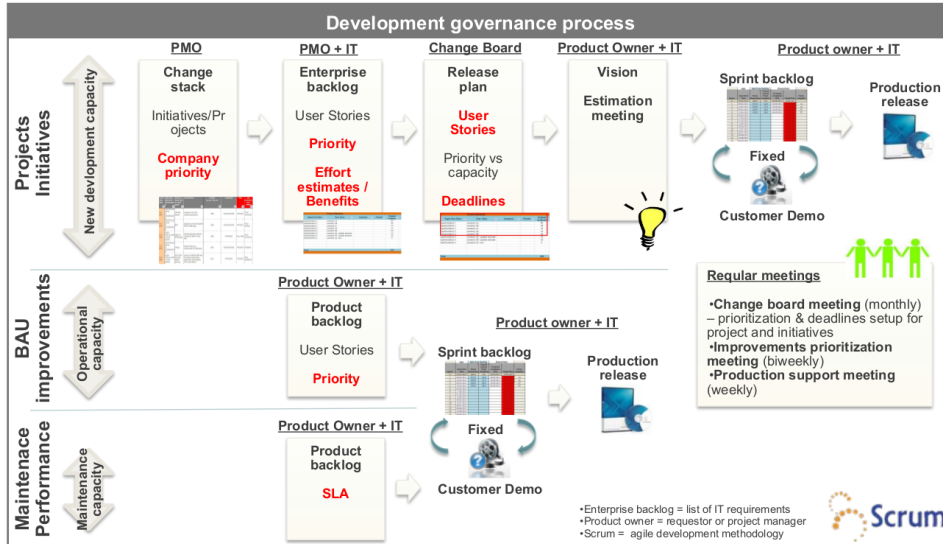 Development governance process
Projects
Initiatives
New devlopment capacity
PMO
Change
stack
Initiatives/Pr
ojects
Company
priority
PMO + IT
Enterprise
backlog
User Stories
Priority
Effort
estimates /
Benefits
Change Board
Release
plan
User
Stories
Priority vs
capacity
Deadlines
Product Owner + IT
Vision
Estimation
meeting
Product owner + IT
Sprint backlog
Fixed
Customer Demo
Production
release
BAU
improvements
Operational
capacity
Product Owner + IT
Product
backlog
User Stories
Priority
Product owner + IT
Sprint backlog
Fixed
Customer Demo
Production
release
Reqular meetings
•Change board meeting (monthly)
– prioritization & deadlines setup for
project and initiatives
•Improvements prioritization
meeting (biweekly)
•Production support meeting
(weekly)
Maintenace
Performance
Maintenance
capacity
Product Owner + IT
Product
backlog
SLA
•Enterprise backlog = list of IT requirements
•Product owner = requestor or project manager
•Scrum = agile development methodology
Scrum